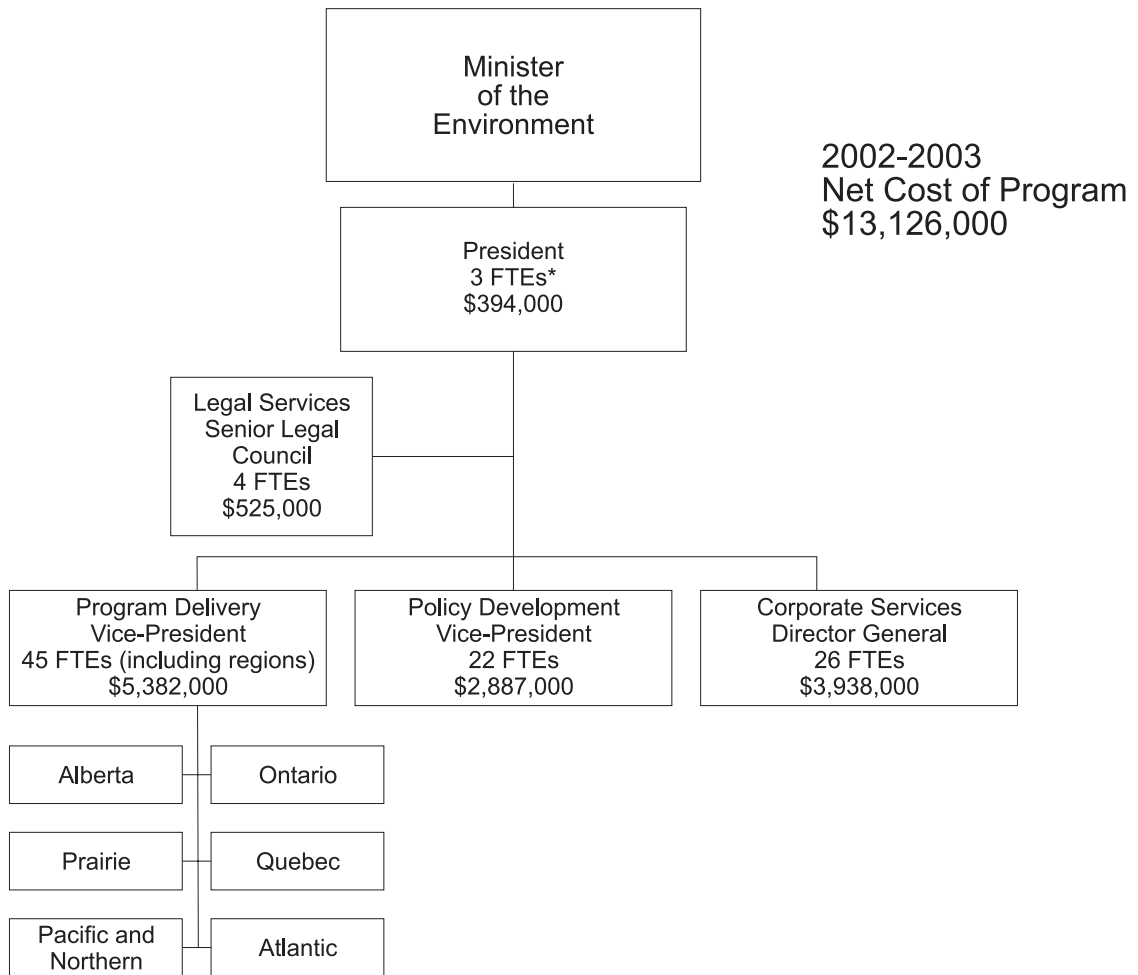 Minister
of the
Environment
2002-2003
Net Cost of Program
$13,126,000
President
3 FTEs*
$394,000
Legal Services
Senior Legal
Council
4 FTEs
$525,000
Program Delivery
Vice-President
45 FTEs (including regions)
$5,382,000
Policy Development
Vice-President
22 FTEs
$2,887,000
Corporate Services
Director General
26 FTEs
$3,938,000
Alberta
Ontario
Prairie
Quebec
Pacific and
Northern
Atlantic